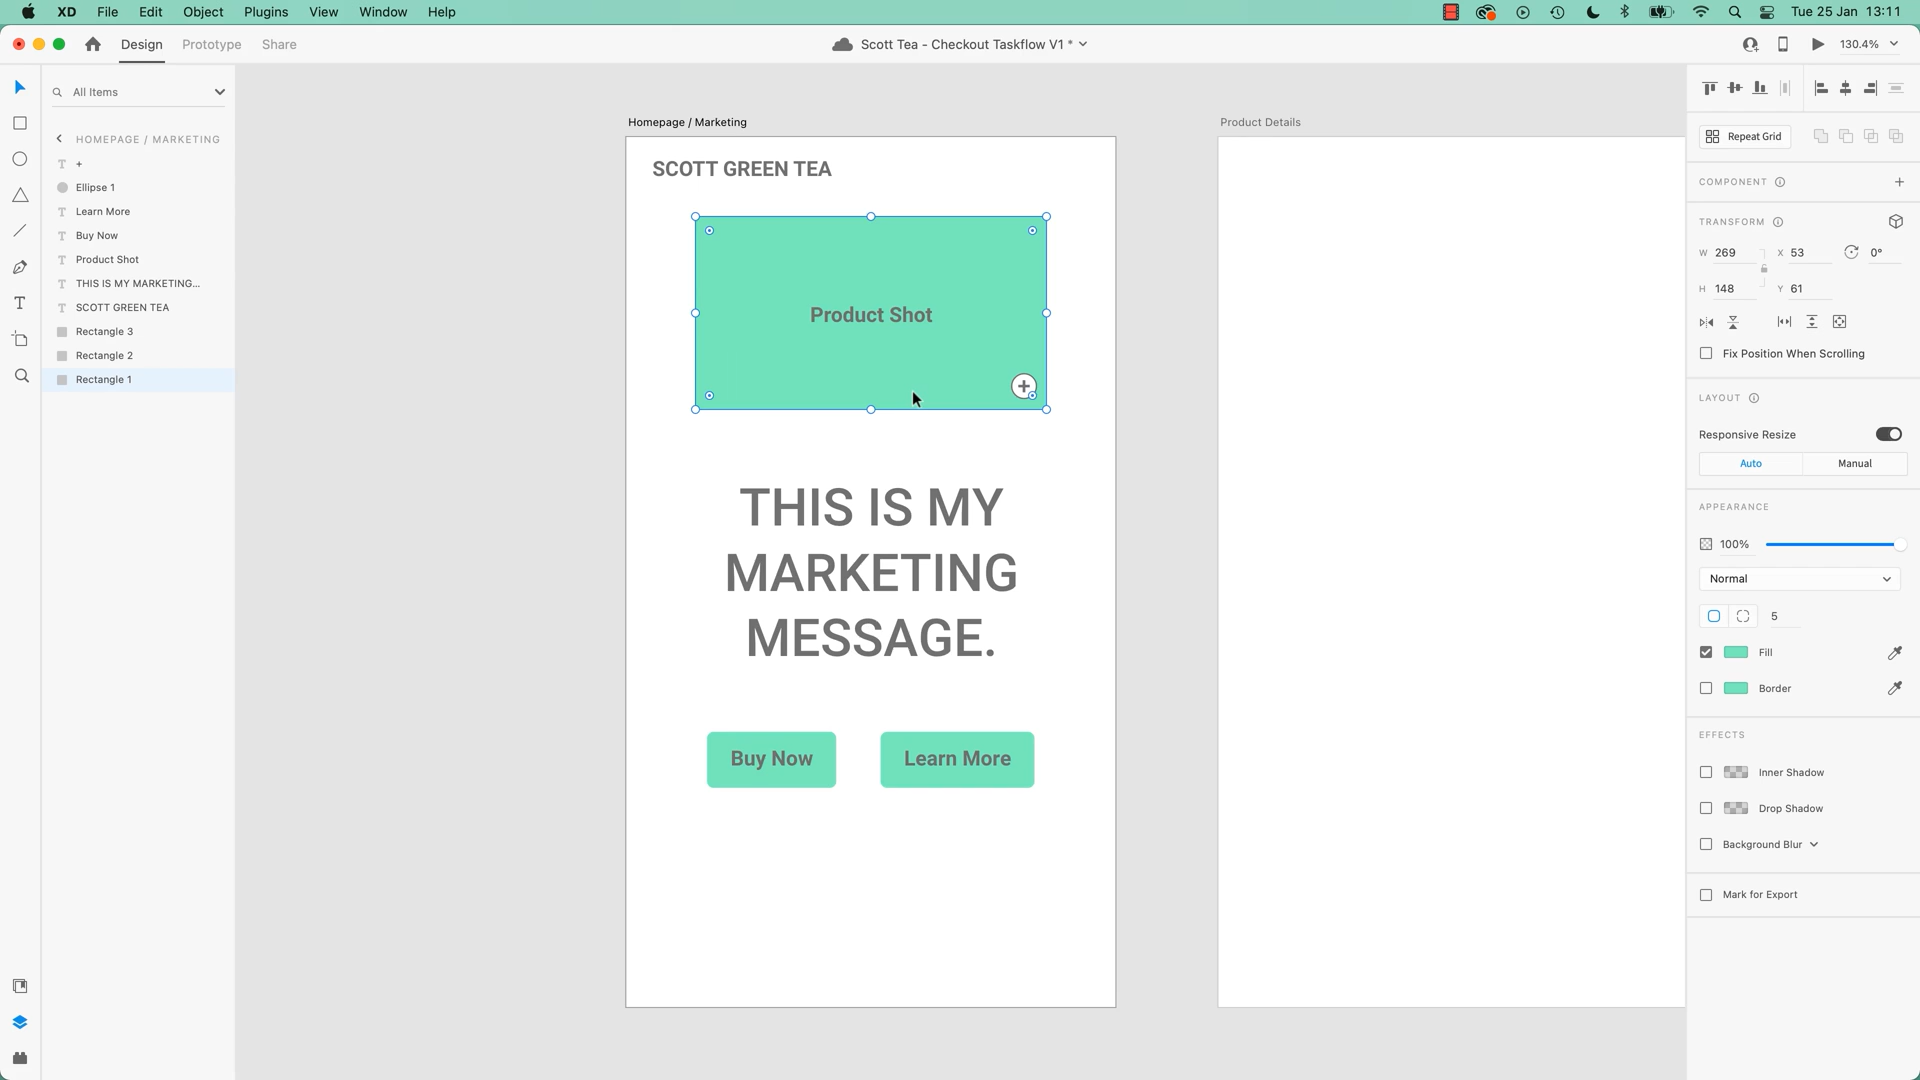 XD File Edit Object Plugins View Window Help Tue 25 Jan 13:11
Design Prototype Share Scott Tea - Checkout Taskflow V1 * 130.4%
All Items
HOMEPAGE / MARKETING
+
Ellipse 1
Learn More
Buy Now
Product Shot
THIS IS MY MARKETING...
SCOTT GREEN TEA
Rectangle 3
Rectangle 2
Rectangle 1
Homepage / Marketing
SCOTT GREEN TEA
Product Shot
+
THIS IS MY
MARKETING
MESSAGE.
Buy Now Learn More
Product Details
Repeat Grid
COMPONENT
TRANSFORM
W 269 X 53 0°
H 148 Y 61
Fix Position When Scrolling
LAYOUT
Responsive Resize
Auto Manual
APPEARANCE
100%
Normal
5
Fill
Border
EFFECTS
Inner Shadow
Drop Shadow
Background Blur
Mark for Export